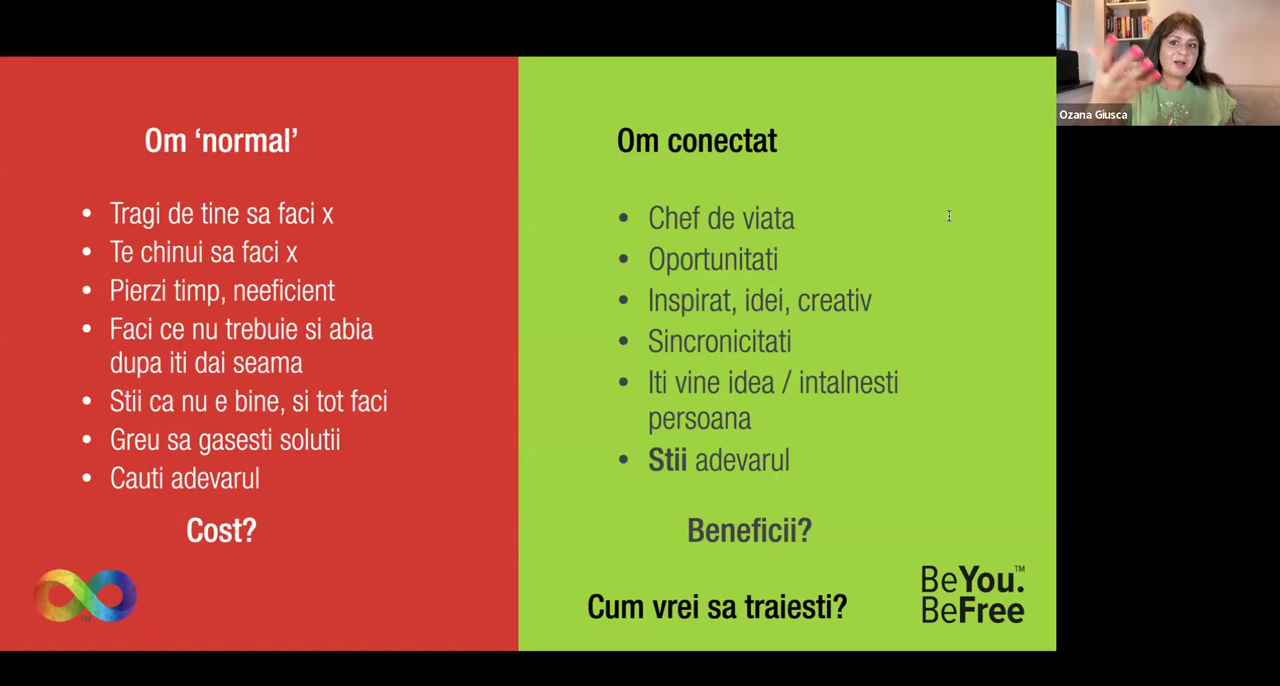 Om ‘normal’
• Tragi de tine sa faci x
• Te chinui sa faci x
• Pierzi timp, neeficient
• Faci ce nu trebuie si abia
dupa iti dai seama
• Stii ca nu e bine, si tot faci
• Greu sa gasesti solutii
• Cauti adevarul
Cost?
TM
Om conectat
• Chef de viata
• Oportunitati
• Inspirat, idei, creativ
• Sincronicitati
• Iti vine idea / intalnesti
persoana
• Stii adevarul
Beneficii?
Cum vrei sa traiesti?
BeYou.™
BeFree
Ozana Giusca